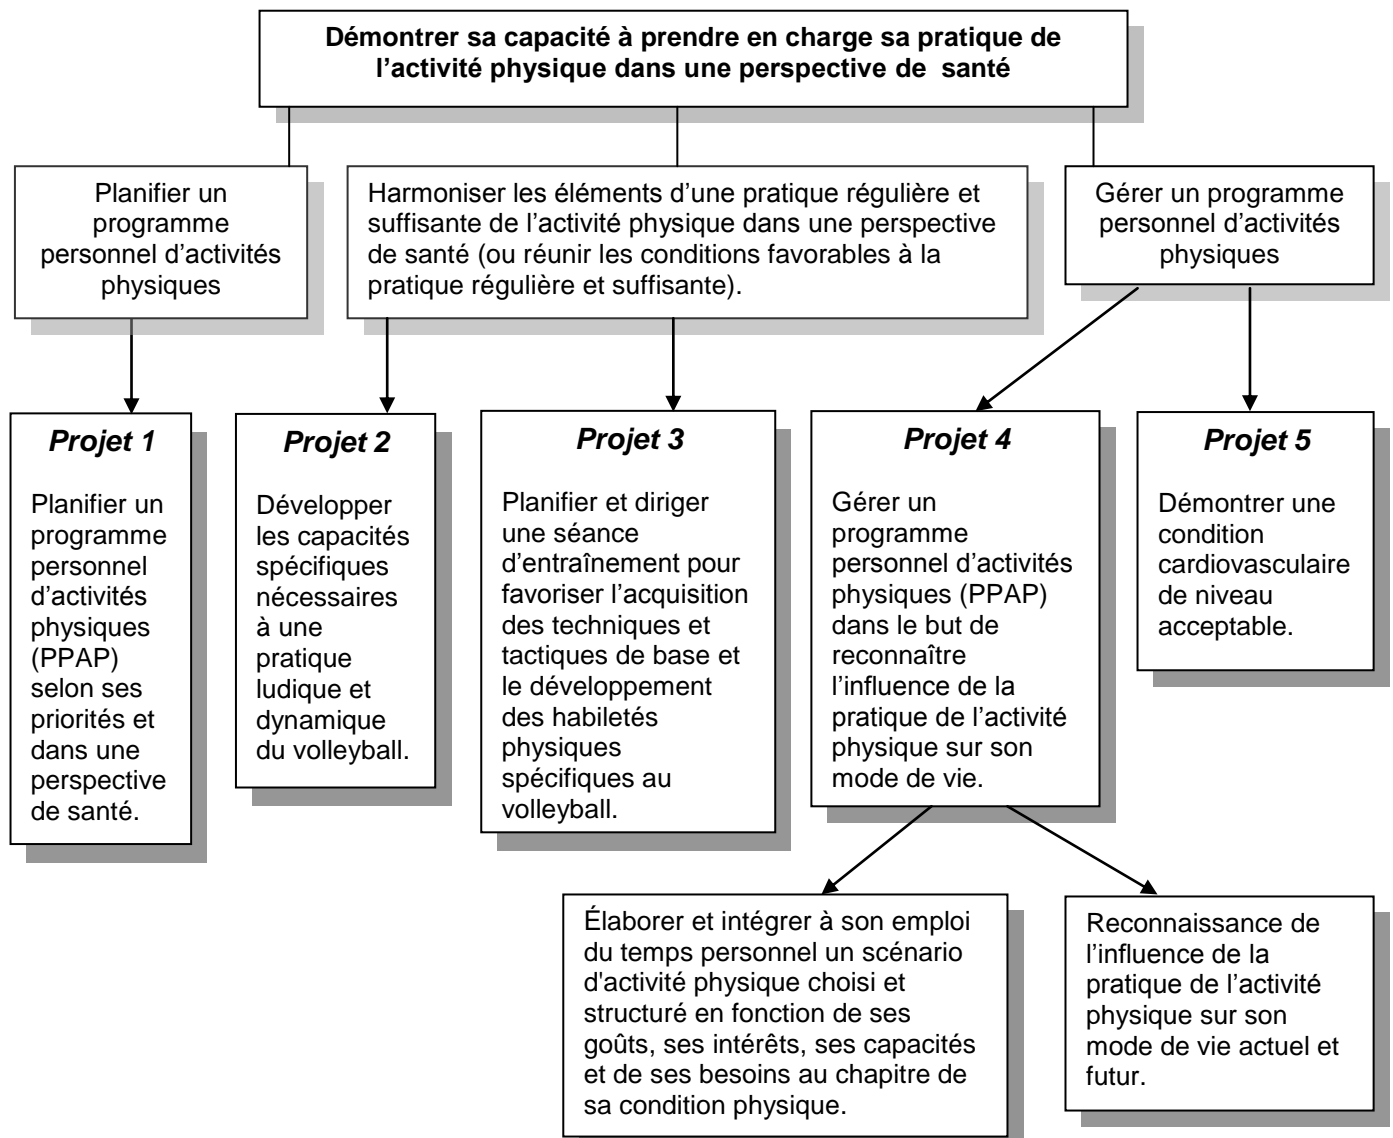 Démontrer sa capacité à prendre en charge sa pratique de
l’activité physique dans une perspective de  santé
Planifier un
programme
personnel d’activités
physiques
Harmoniser les éléments d’une pratique régulière et
suffisante de l’activité physique dans une perspective
de santé (ou réunir les conditions favorables à la
pratique régulière et suffisante).
Gérer un programme
personnel d’activités
physiques
Projet 1
Planifier un
programme
personnel
d’activités
physiques
(PPAP)
selon ses
priorités et
dans une
perspective
de santé.
Projet 2
Développer
les capacités
spécifiques
nécessaires
à une
pratique
ludique et
dynamique
du volleyball.
Projet 3
Planifier et diriger
une séance
d’entraînement pour
favoriser l’acquisition
des techniques et
tactiques de base et
le développement
des habiletés
physiques
spécifiques au
volleyball.
Projet 4
Gérer un
programme
personnel d’activités
physiques (PPAP)
dans le but de
reconnaître
l’influence de la
pratique de l’activité
physique sur son
mode de vie.
Projet 5
Démontrer une
condition
cardiovasculaire
de niveau
acceptable.
Élaborer et intégrer à son emploi
du temps personnel un scénario
d'activité physique choisi et
structuré en fonction de ses
goûts, ses intérêts, ses capacités
et de ses besoins au chapitre de
sa condition physique.
Reconnaissance de
l’influence de la
pratique de l’activité
physique sur son
mode de vie actuel et
futur.